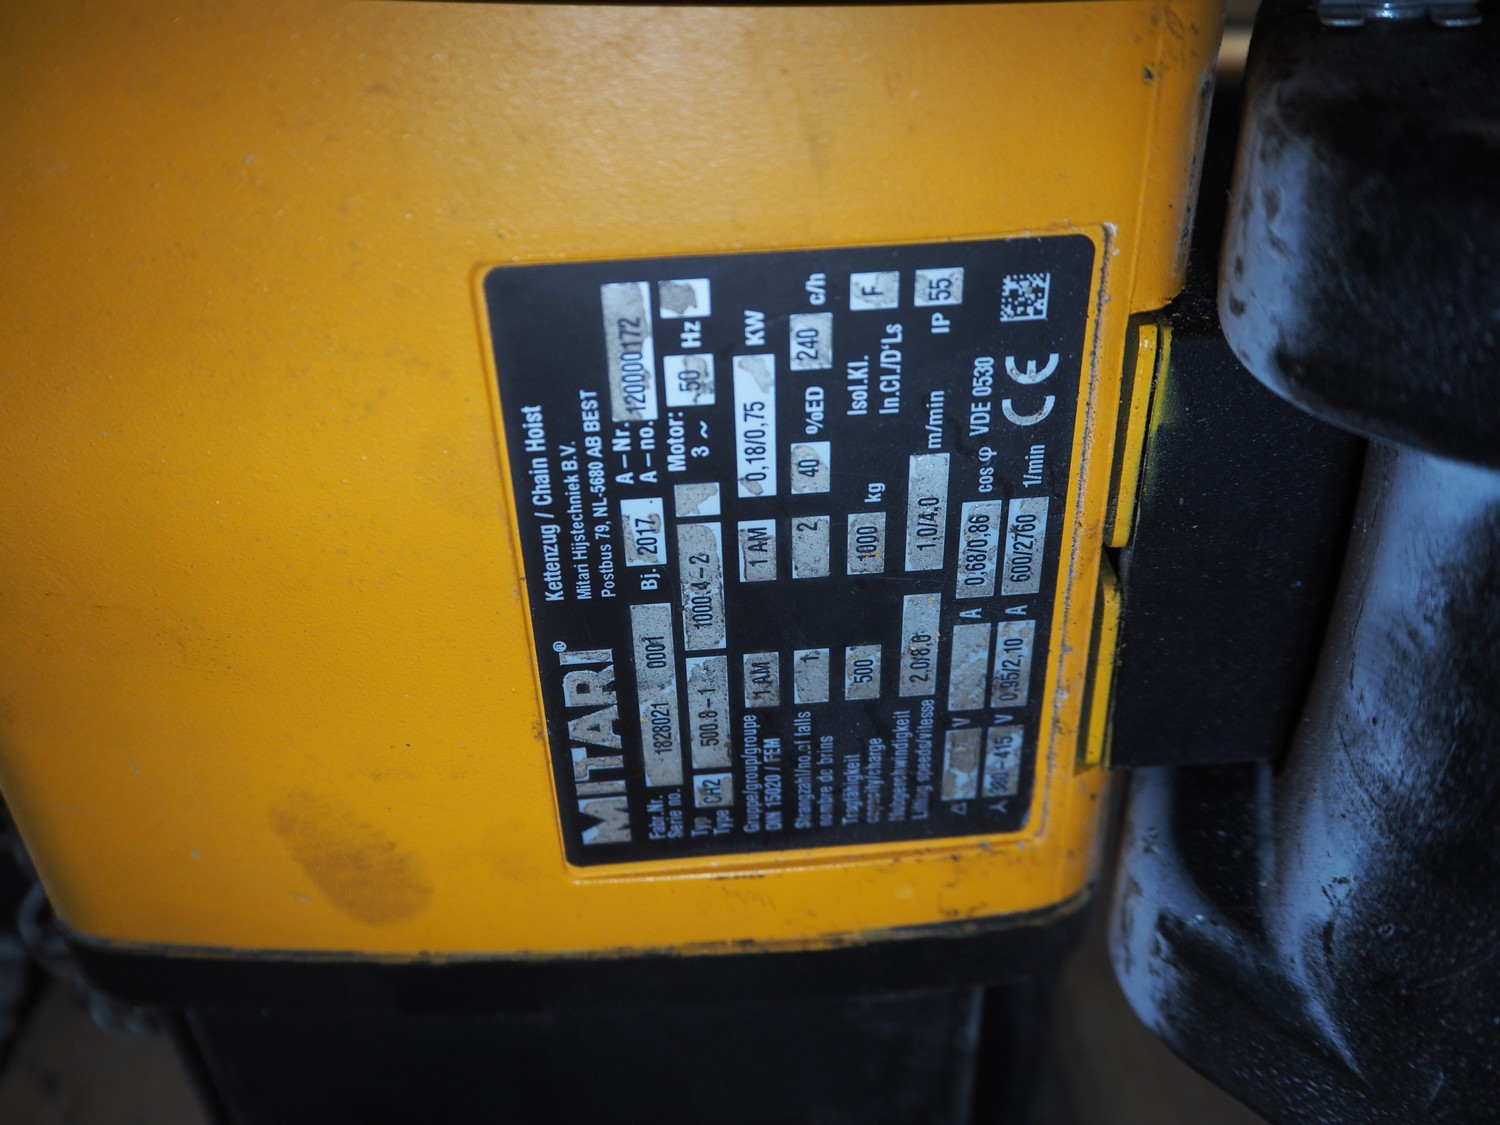 MITARI®
Kettenzug / Chain Hoist
Mitari Hijstechniek B.V.
Postbus 79, NL-5680 AB BEST
Fabr.Nr.
Serie no. 1828021 0001 Bj. 2017 A–Nr.
A–no. 120000172
Typ
Type CH2 500.8–1 1000.4–2 Motor:
3 ~ 50 Hz
Gruppe/group/groupe
DIN 15020 / FEM 1 AM 1 AM 0,18/0,75 KW
Strangzahl/no.of falls
nombre de brins 1 2 40 %ED 240 c/h
Tragfähigkeit
capacity/charge 500 1000 kg Isol.Kl.
In.Cl./D'Ls F
Hubgeschwindigkeit
Lifting speeds/vitesse 2,0/8,0 1,0/4,0 m/min IP 55
V A 0,68/0,86 cos φ VDE 0530
380–415 V 0,95/2,10 A 600/2760 1/min CE